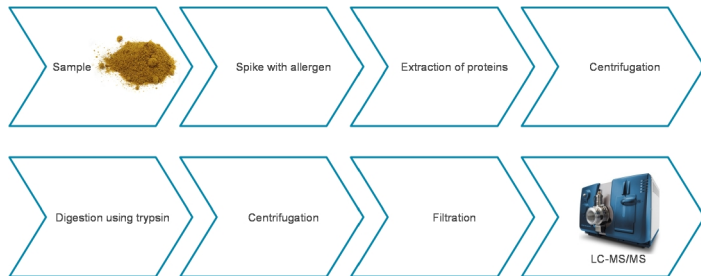 Sample
Spike with allergen
Extraction of proteins
Centrifugation
Digestion using trypsin
Centrifugation
Filtration
LC-MS/MS